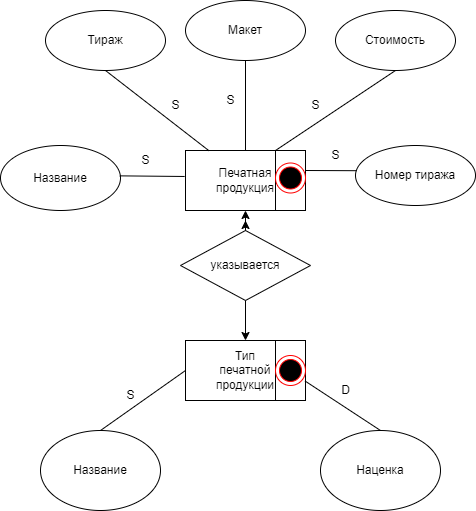 Макет
Тираж
Стоимость
S
S
S
S
S
Название
Печатная
продукция
Номер тиража
указывается
Тип
печатной
продукции
S
D
Название
Наценка